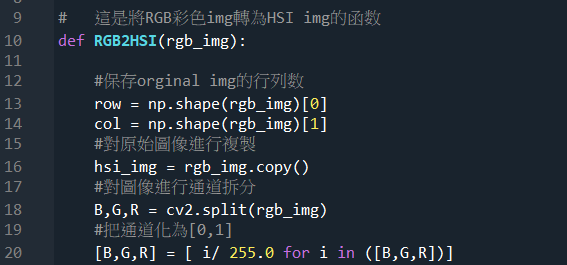 9 #   這是將RGB彩色img轉為HSI img的函数
10 def RGB2HSI(rgb_img):
11
12 #保存orginal img的行列数
13 row = np.shape(rgb_img)[0]
14 col = np.shape(rgb_img)[1]
15 #對原始圖像進行複製
16 hsi_img = rgb_img.copy()
17 #對圖像進行通道拆分
18 B,G,R = cv2.split(rgb_img)
19 #把通道化為[0,1]
20 [B,G,R] = [ i/ 255.0 for i in ([B,G,R])]